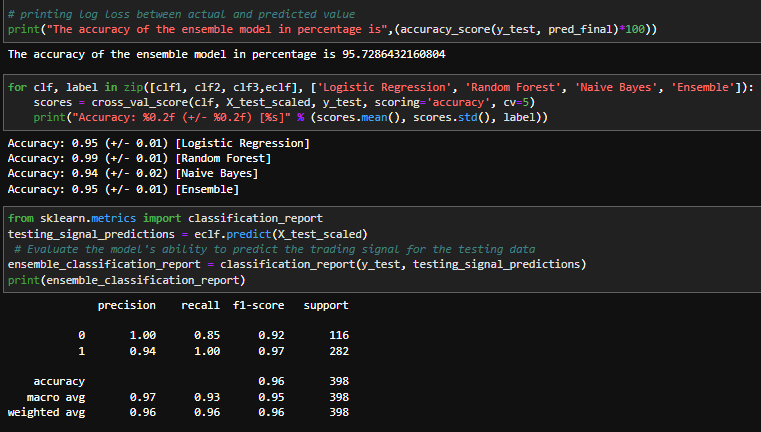 # printing log loss between actual and predicted value
print("The accuracy of the ensemble model in percentage is",(accuracy_score(y_test, pred_final)*100))
The accuracy of the ensemble model in percentage is 95.7286432160804
for clf, label in zip([clf1, clf2, clf3,eclf], ['Logistic Regression', 'Random Forest', 'Naive Bayes', 'Ensemble']):
    scores = cross_val_score(clf, X_test_scaled, y_test, scoring='accuracy', cv=5)
    print("Accuracy: %0.2f (+/- %0.2f) [%s]" % (scores.mean(), scores.std(), label))
Accuracy: 0.95 (+/- 0.01) [Logistic Regression]
Accuracy: 0.99 (+/- 0.01) [Random Forest]
Accuracy: 0.94 (+/- 0.02) [Naive Bayes]
Accuracy: 0.95 (+/- 0.01) [Ensemble]
from sklearn.metrics import classification_report
testing_signal_predictions = eclf.predict(X_test_scaled)
 # Evaluate the model's ability to predict the trading signal for the testing data
ensemble_classification_report = classification_report(y_test, testing_signal_predictions)
print(ensemble_classification_report)
              precision    recall  f1-score   support
           0       1.00      0.85      0.92       116
           1       0.94      1.00      0.97       282
    accuracy                           0.96       398
   macro avg       0.97      0.93      0.95       398
weighted avg       0.96      0.96      0.96       398